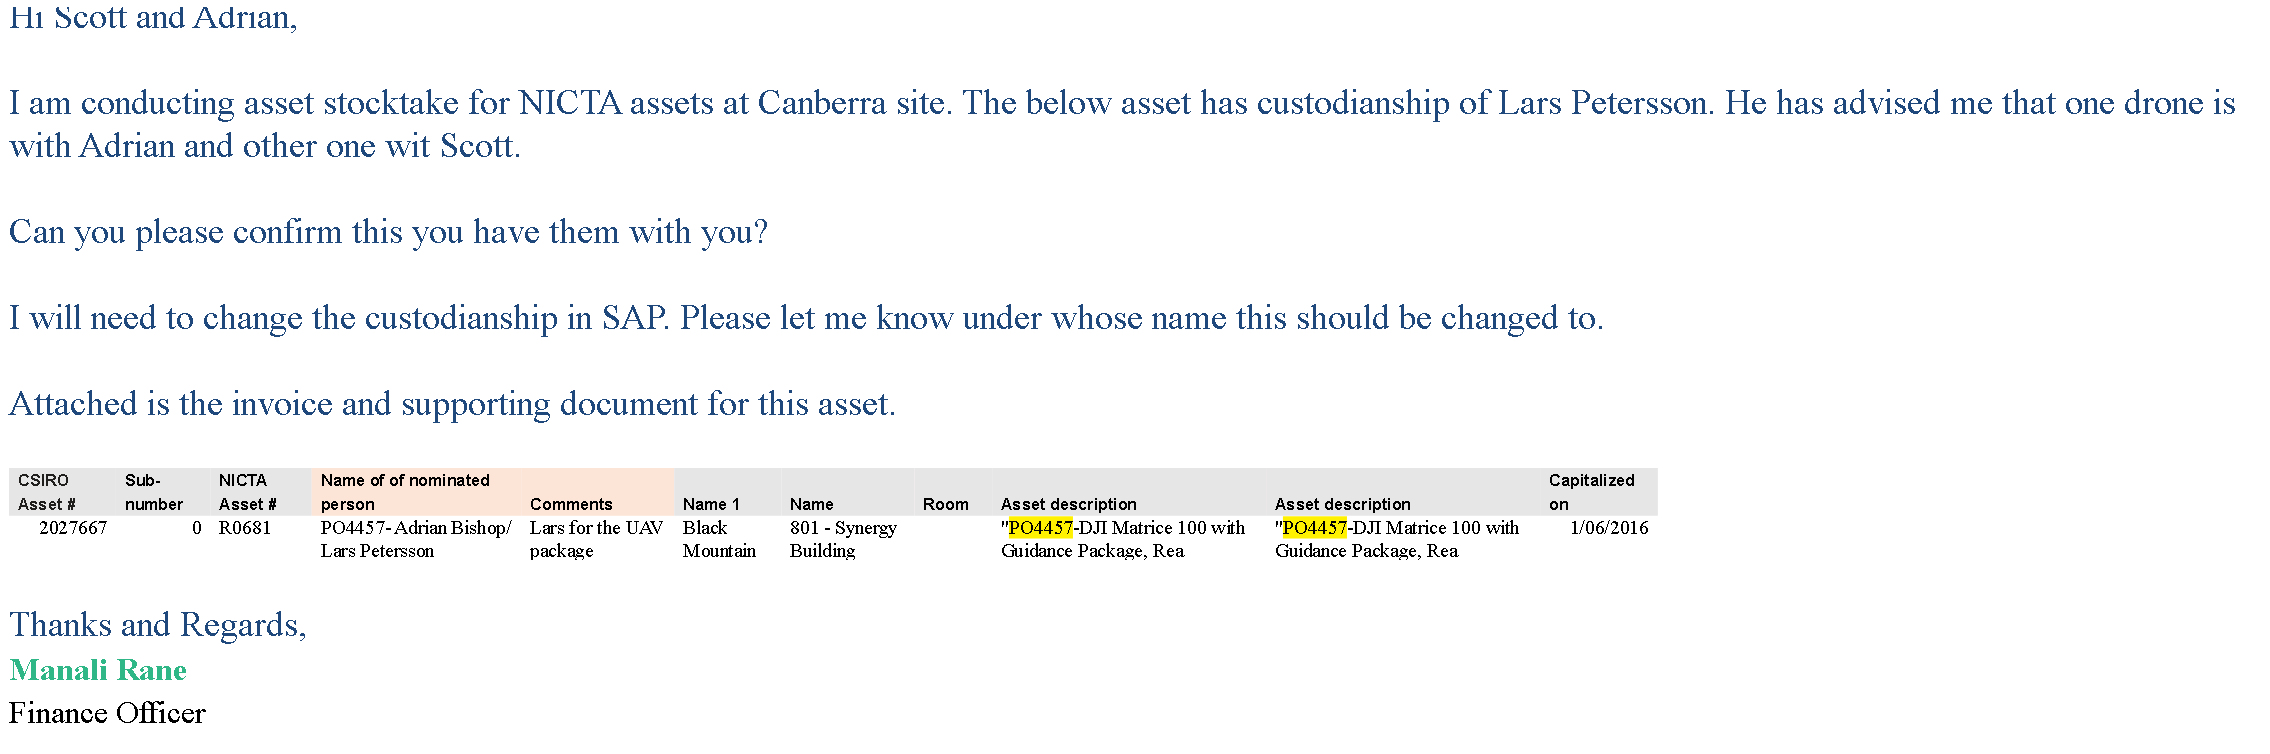 Hi Scott and Adrian,
I am conducting asset stocktake for NICTA assets at Canberra site. The below asset has custodianship of Lars Petersson. He has advised me that one drone is
with Adrian and other one wit Scott.
Can you please confirm this you have them with you?
I will need to change the custodianship in SAP. Please let me know under whose name this should be changed to.
Attached is the invoice and supporting document for this asset.
CSIRO Sub- NICTA Name of of nominated Capitalized
Asset # number Asset # person Comments Name 1 Name Room Asset description Asset description on
2027667 0 R0681 PO4457- Adrian Bishop/ Lars for the UAV Black 801 - Synergy "PO4457-DJI Matrice 100 with "PO4457-DJI Matrice 100 with 1/06/2016
Lars Petersson package Mountain Building Guidance Package, Rea Guidance Package, Rea
Thanks and Regards,
Manali Rane
Finance Officer